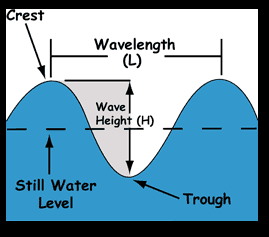 Crest
Wavelength
(L)
Wave
Height (H)
Still Water
Level
Trough